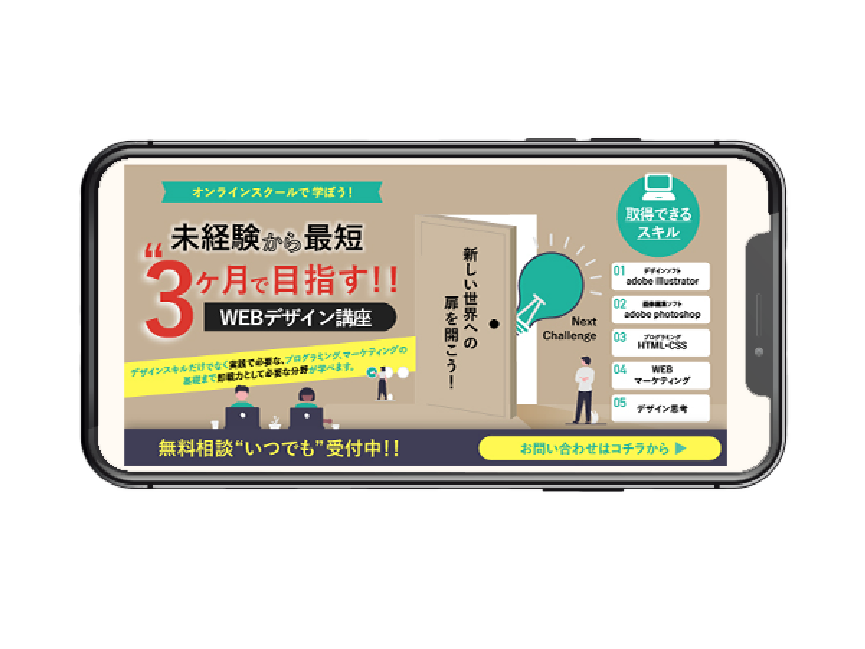 オンラインスクールで学ぼう!
未経験から最短
“3ヶ月で目指す!!
WEBデザイン講座
デザインスキルだけでなく実践で必要な、プログラミング、マーケティングの
基礎まで即戦力として必要な分野が学べます。
新しい世界への
扉を開こう!
Next
Challenge
取得できる
スキル
01 デザインソフト
adobe illustrator
02 画像編集ソフト
adobe photoshop
03 プログラミング
HTML・CSS
04 WEB
マーケティング
05 デザイン思考
無料相談“いつでも”受付中!!
お問い合わせはコチラから ▶